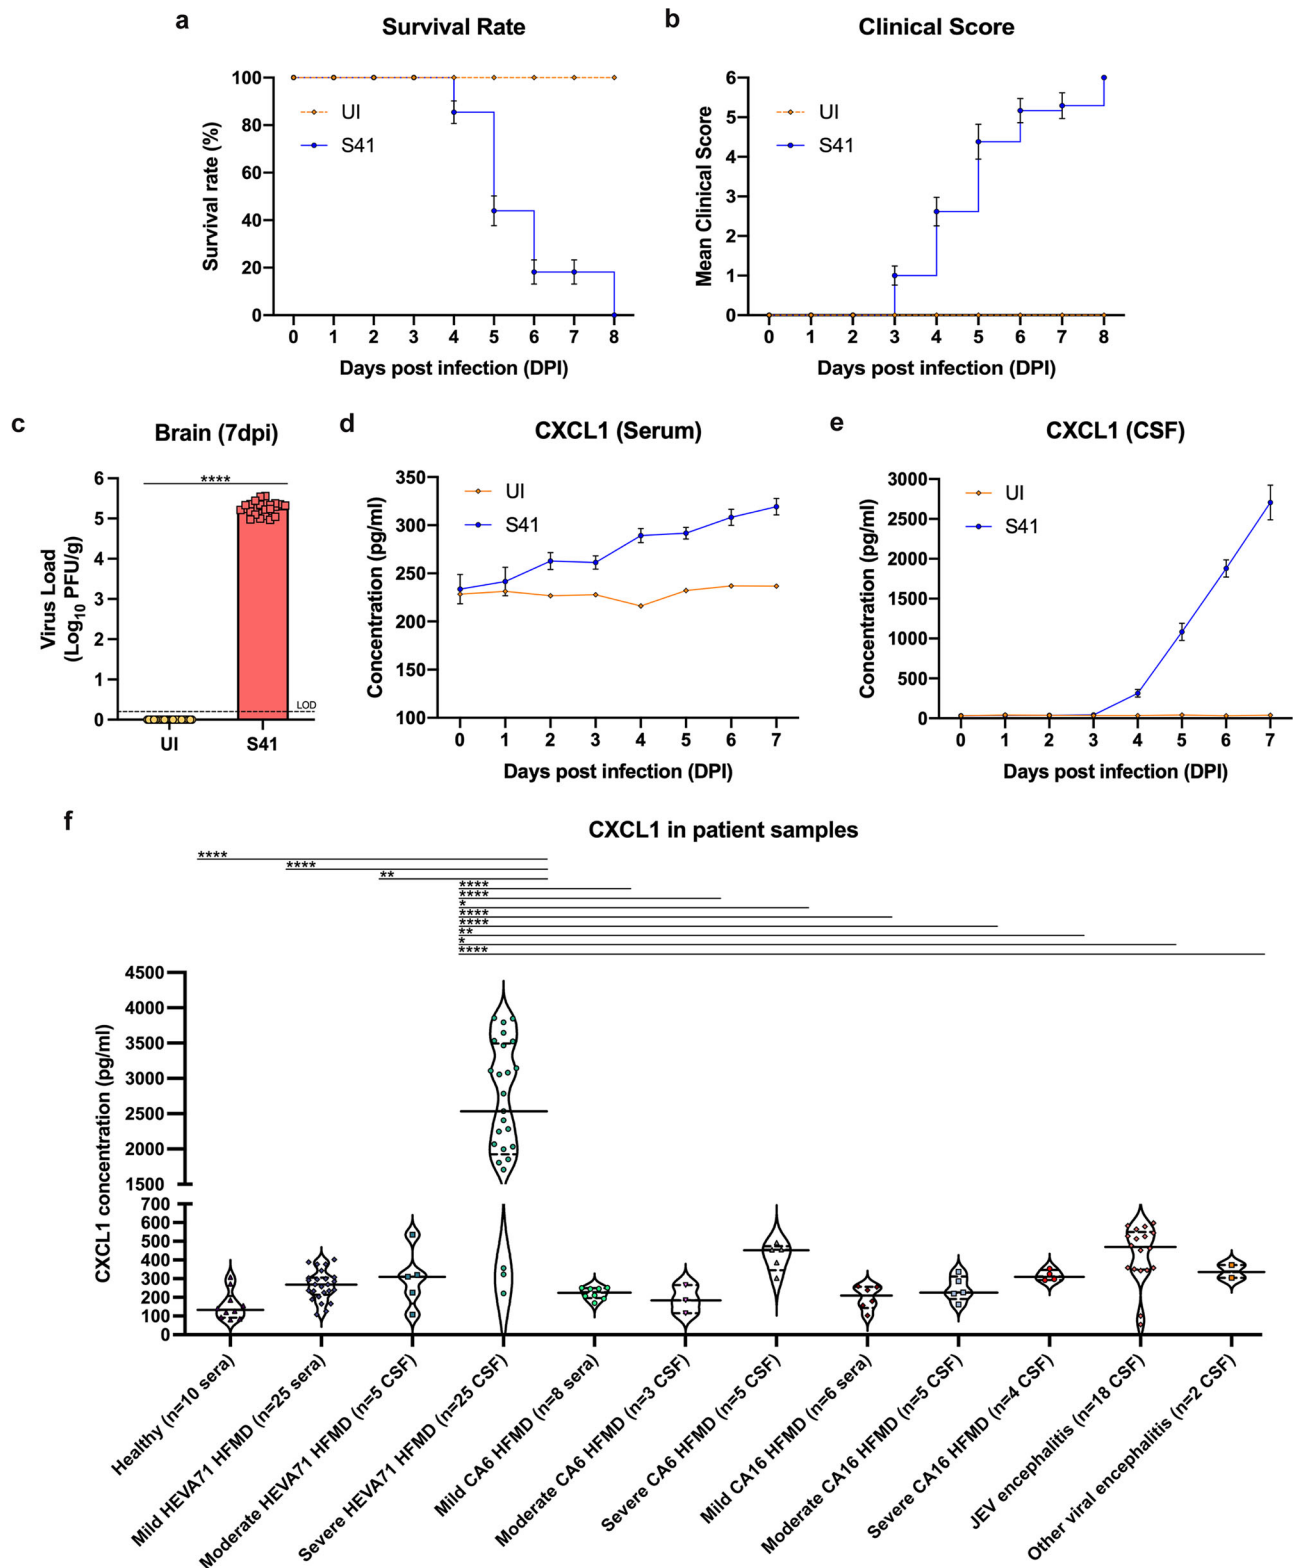 a
Survival Rate
100
80
60
40
20
0
Survival rate (%)
UI
S41
0 1 2 3 4 5 6 7 8
Days post infection (DPI)
b
Clinical Score
6
5
4
3
2
1
0
Mean Clinical Score
UI
S41
0 1 2 3 4 5 6 7 8
Days post infection (DPI)
c
Brain (7dpi)
****
6
5
4
3
2
1
0
Virus Load
(Log10 PFU/g)
LOD
UI S41
d
CXCL1 (Serum)
350
300
250
200
150
100
Concentration (pg/ml)
UI
S41
0 1 2 3 4 5 6 7
Days post infection (DPI)
e
CXCL1 (CSF)
3000
2500
2000
1500
1000
500
0
Concentration (pg/ml)
UI
S41
0 1 2 3 4 5 6 7
Days post infection (DPI)
f
CXCL1 in patient samples
****
****
**
****
****
*
****
****
**
*
****
4500
4000
3500
3000
2500
2000
1500
700
600
500
400
300
200
100
0
CXCL1 concentration (pg/ml)
Healthy (n=10 sera)
Mild HEVA71 HFMD (n=25 sera)
Moderate HEVA71 HFMD (n=5 CSF)
Severe HEVA71 HFMD (n=25 CSF)
Mild CA6 HFMD (n=8 sera)
Moderate CA6 HFMD (n=3 CSF)
Severe CA6 HFMD (n=5 CSF)
Mild CA16 HFMD (n=6 sera)
Moderate CA16 HFMD (n=5 CSF)
Severe CA16 HFMD (n=4 CSF)
JEV encephalitis (n=18 CSF)
Other viral encephalitis (n=2 CSF)